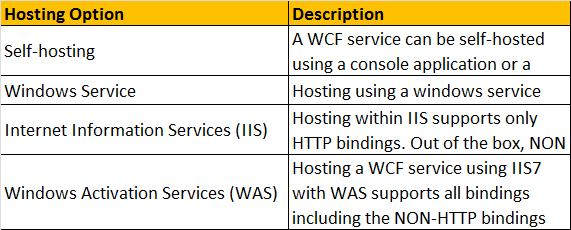 Hosting Option Description
Self-hosting A WCF service can be self-hosted
using a console application or a
Windows Service Hosting using a windows service
Internet Information Services (IIS) Hosting within IIS supports only
HTTP bindings. Out of the box, NON
Windows Activation Services (WAS) Hosting a WCF service using IIS7
with WAS supports all bindings
including the NON-HTTP bindings